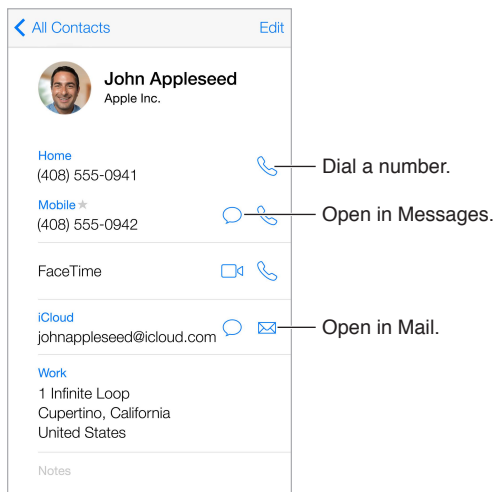 All Contacts Edit
John Appleseed
Apple Inc.
Home
(408) 555-0941
Dial a number.
Mobile
(408) 555-0942
Open in Messages.
FaceTime
iCloud
johnappleseed@icloud.com
Open in Mail.
Work
1 Infinite Loop
Cupertino, California
United States
Notes